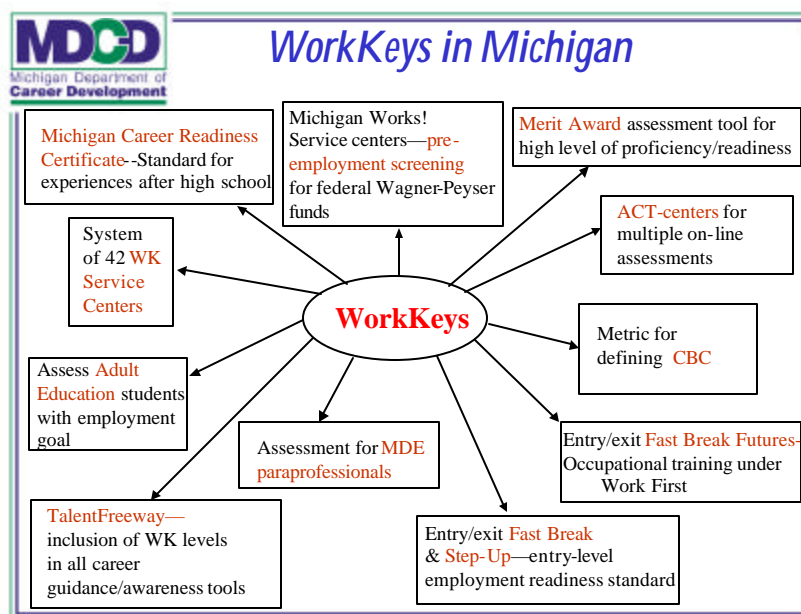 MDCD
Michigan Department of
Career Development
WorkKeys in Michigan
Michigan Career Readiness
Certificate--Standard for
experiences after high school
Michigan Works!
Service centers—pre-
employment screening
for federal Wagner-Peyser
funds
Merit Award assessment tool for
high level of proficiency/readiness
System
of 42 WK
Service
Centers
ACT-centers for
multiple on-line
assessments
WorkKeys
Metric for
defining CBC
Assess Adult
Education students
with employment
goal
Assessment for MDE
paraprofessionals
Entry/exit Fast Break Futures-
Occupational training under
Work First
TalentFreeway—
inclusion of WK levels
in all career
guidance/awareness tools
Entry/exit Fast Break
& Step-Up—entry-level
employment readiness standard